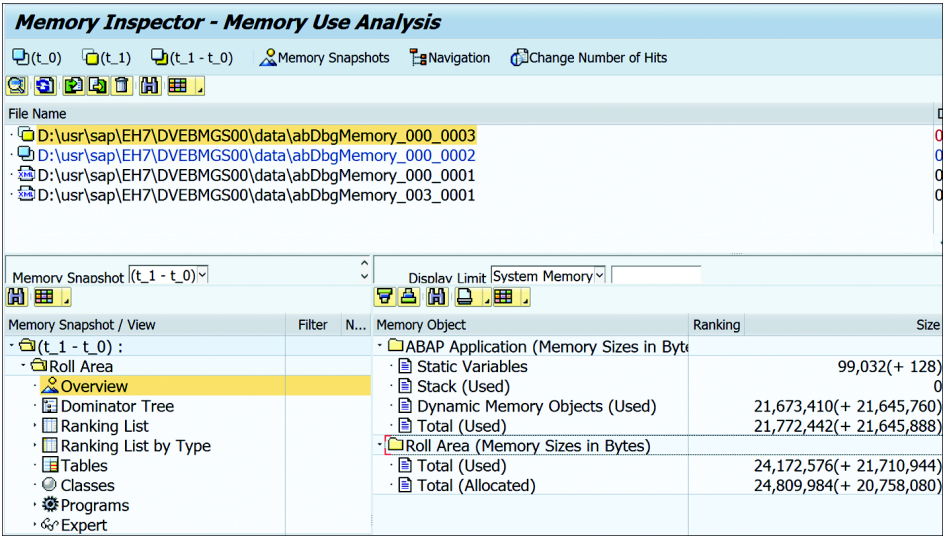 Memory Inspector - Memory Use Analysis
(t_0) (t_1) (t_1 - t_0) Memory Snapshots Navigation Change Number of Hits
File Name
D:\usr\sap\EH7\DVEBMGS00\data\abDbgMemory_000_0003
D:\usr\sap\EH7\DVEBMGS00\data\abDbgMemory_000_0002
D:\usr\sap\EH7\DVEBMGS00\data\abDbgMemory_000_0001
D:\usr\sap\EH7\DVEBMGS00\data\abDbgMemory_003_0001
Memory Snapshot (t_1 - t_0)
Display Limit System Memory
Memory Snapshot / View Filter N...
(t_1 - t_0) :
Roll Area
Overview
Dominator Tree
Ranking List
Ranking List by Type
Tables
Classes
Programs
Expert
Memory Object Ranking Size
ABAP Application (Memory Sizes in Byte
Static Variables 99,032(+ 128)
Stack (Used) 0
Dynamic Memory Objects (Used) 21,673,410(+ 21,645,760)
Total (Used) 21,772,442(+ 21,645,888)
Roll Area (Memory Sizes in Bytes)
Total (Used) 24,172,576(+ 21,710,944)
Total (Allocated) 24,809,984(+ 20,758,080)